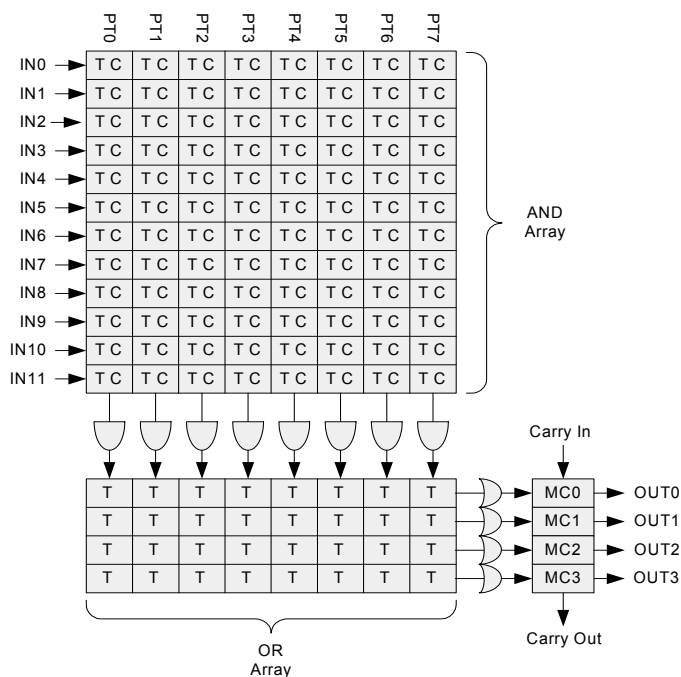 PT0 PT1 PT2 PT3 PT4 PT5 PT6 PT7
IN0 T C T C T C T C T C T C T C T C
IN1 T C T C T C T C T C T C T C T C
IN2 T C T C T C T C T C T C T C T C
IN3 T C T C T C T C T C T C T C T C
IN4 T C T C T C T C T C T C T C T C
IN5 T C T C T C T C T C T C T C T C
IN6 T C T C T C T C T C T C T C T C
IN7 T C T C T C T C T C T C T C T C
IN8 T C T C T C T C T C T C T C T C
IN9 T C T C T C T C T C T C T C T C
IN10 T C T C T C T C T C T C T C T C
IN11 T C T C T C T C T C T C T C T C
AND
Array
Carry In
T T T T T T T T MC0 OUT0
T T T T T T T T MC1 OUT1
T T T T T T T T MC2 OUT2
T T T T T T T T MC3 OUT3
Carry Out
OR
Array